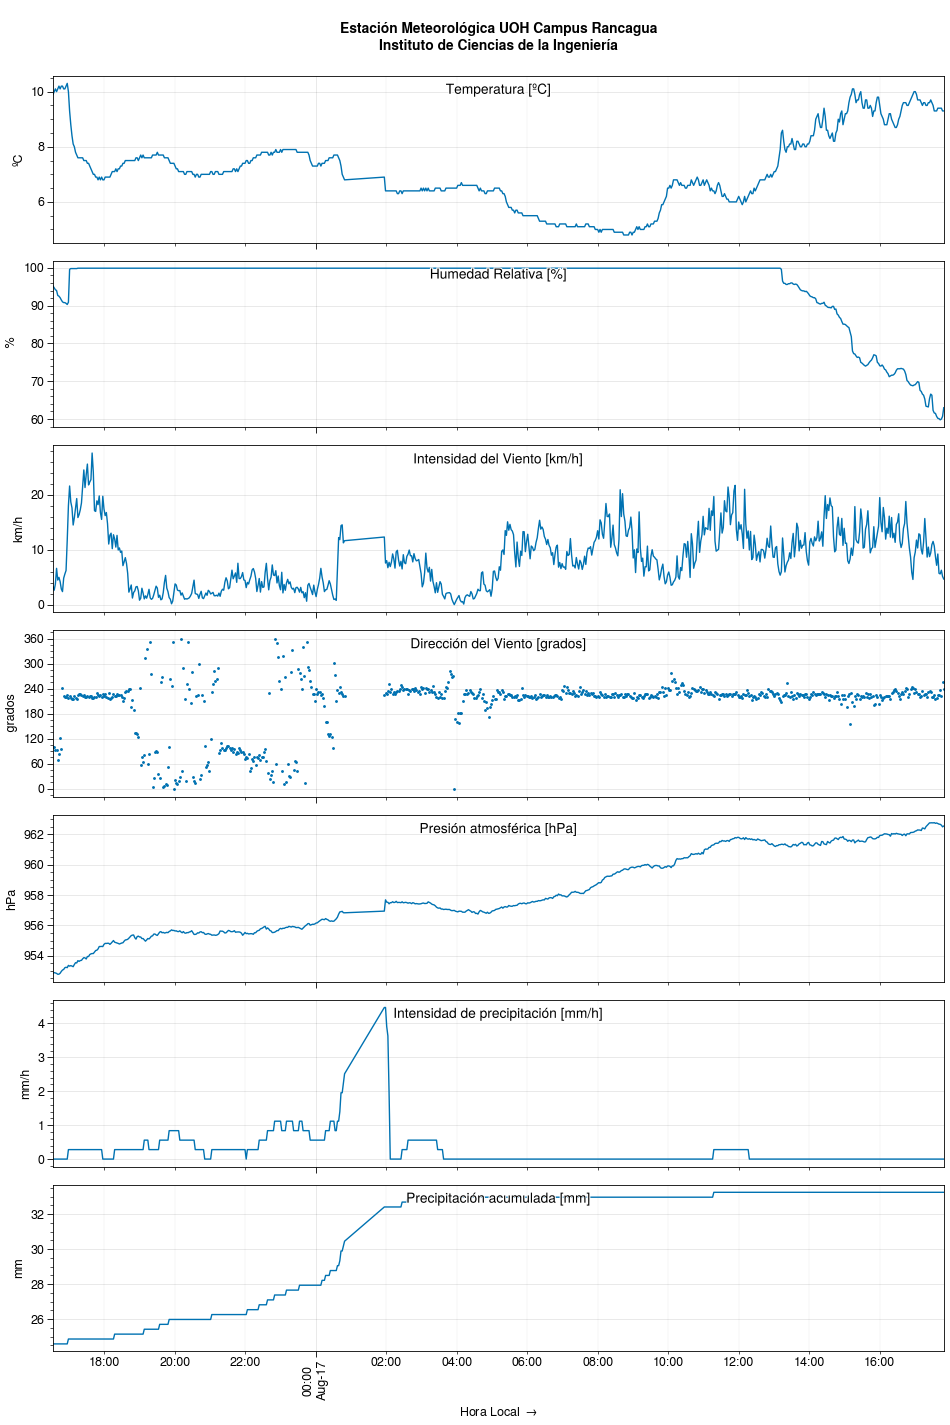 Estación Meteorológica UOH Campus Rancagua
Instituto de Ciencias de la Ingeniería
Temperatura [ºC]
10
8
6
ºC
Humedad Relativa [%]
100
90
80
70
60
%
Intensidad del Viento [km/h]
20
10
0
km/h
Dirección del Viento [grados]
360
300
240
180
120
60
0
grados
Presión atmosférica [hPa]
962
960
958
956
954
hPa
Intensidad de precipitación [mm/h]
4
3
2
1
0
mm/h
Precipitación acumulada [mm]
32
30
28
26
mm
18:00 20:00 22:00 00:00 02:00 04:00 06:00 08:00 10:00 12:00 14:00 16:00
Aug-17
Hora Local →